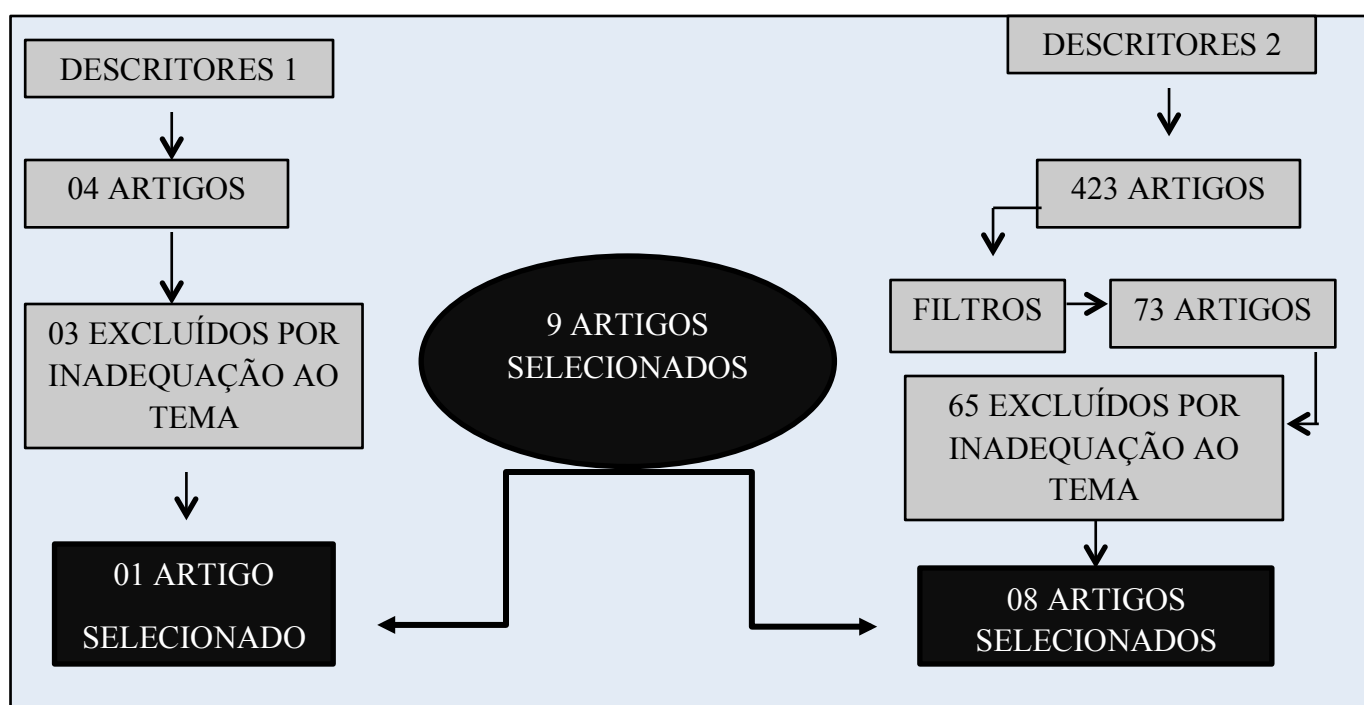 DESCRITORES 1
04 ARTIGOS
03 EXCLUÍDOS POR
INADEQUAÇÃO AO
TEMA
01 ARTIGO
SELECIONADO
9 ARTIGOS
SELECIONADOS
DESCRITORES 2
423 ARTIGOS
FILTROS
73 ARTIGOS
65 EXCLUÍDOS POR
INADEQUAÇÃO AO
TEMA
08 ARTIGOS
SELECIONADOS